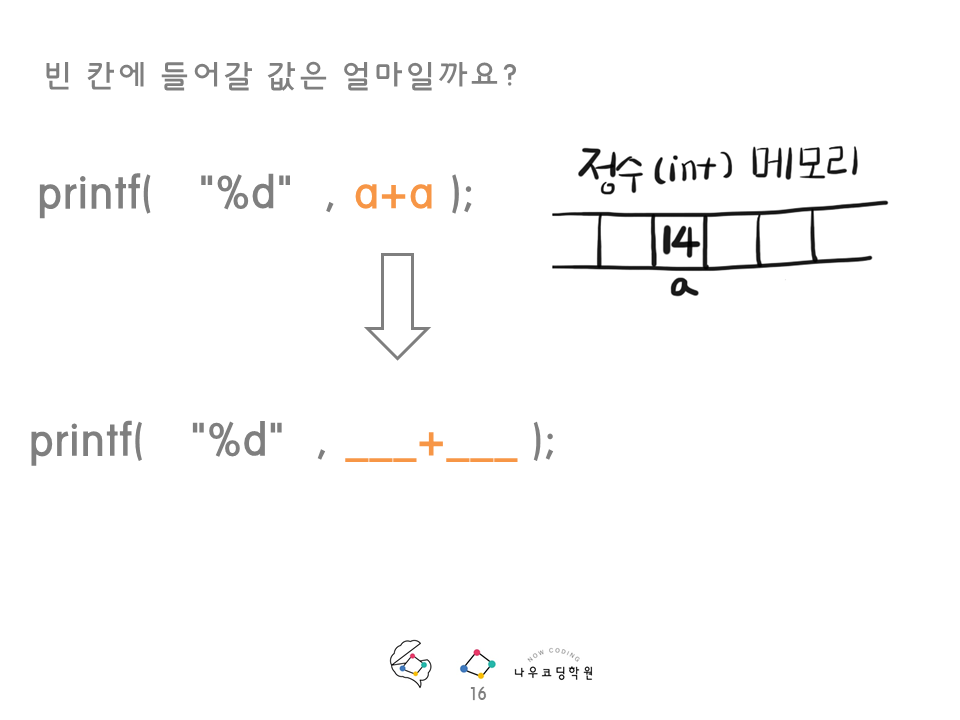 빈 칸에 들어갈 값은 얼마일까요?
정수(int) 메모리
printf( "%d" , a+a );
14
a
printf( "%d" , ___+___ );
NOW CODING
나우코딩학원
16